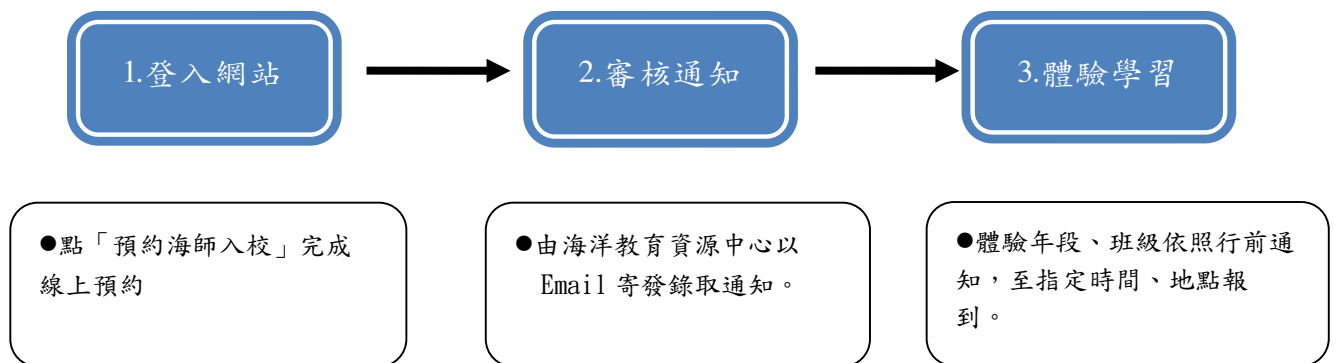 1.登入網站
2.審核通知
3.體驗學習
●點「預約海師入校」完成
線上預約
●由海洋教育資源中心以
Email 寄發錄取通知。
●體驗年段、班級依照行前通
知，至指定時間、地點報
到。